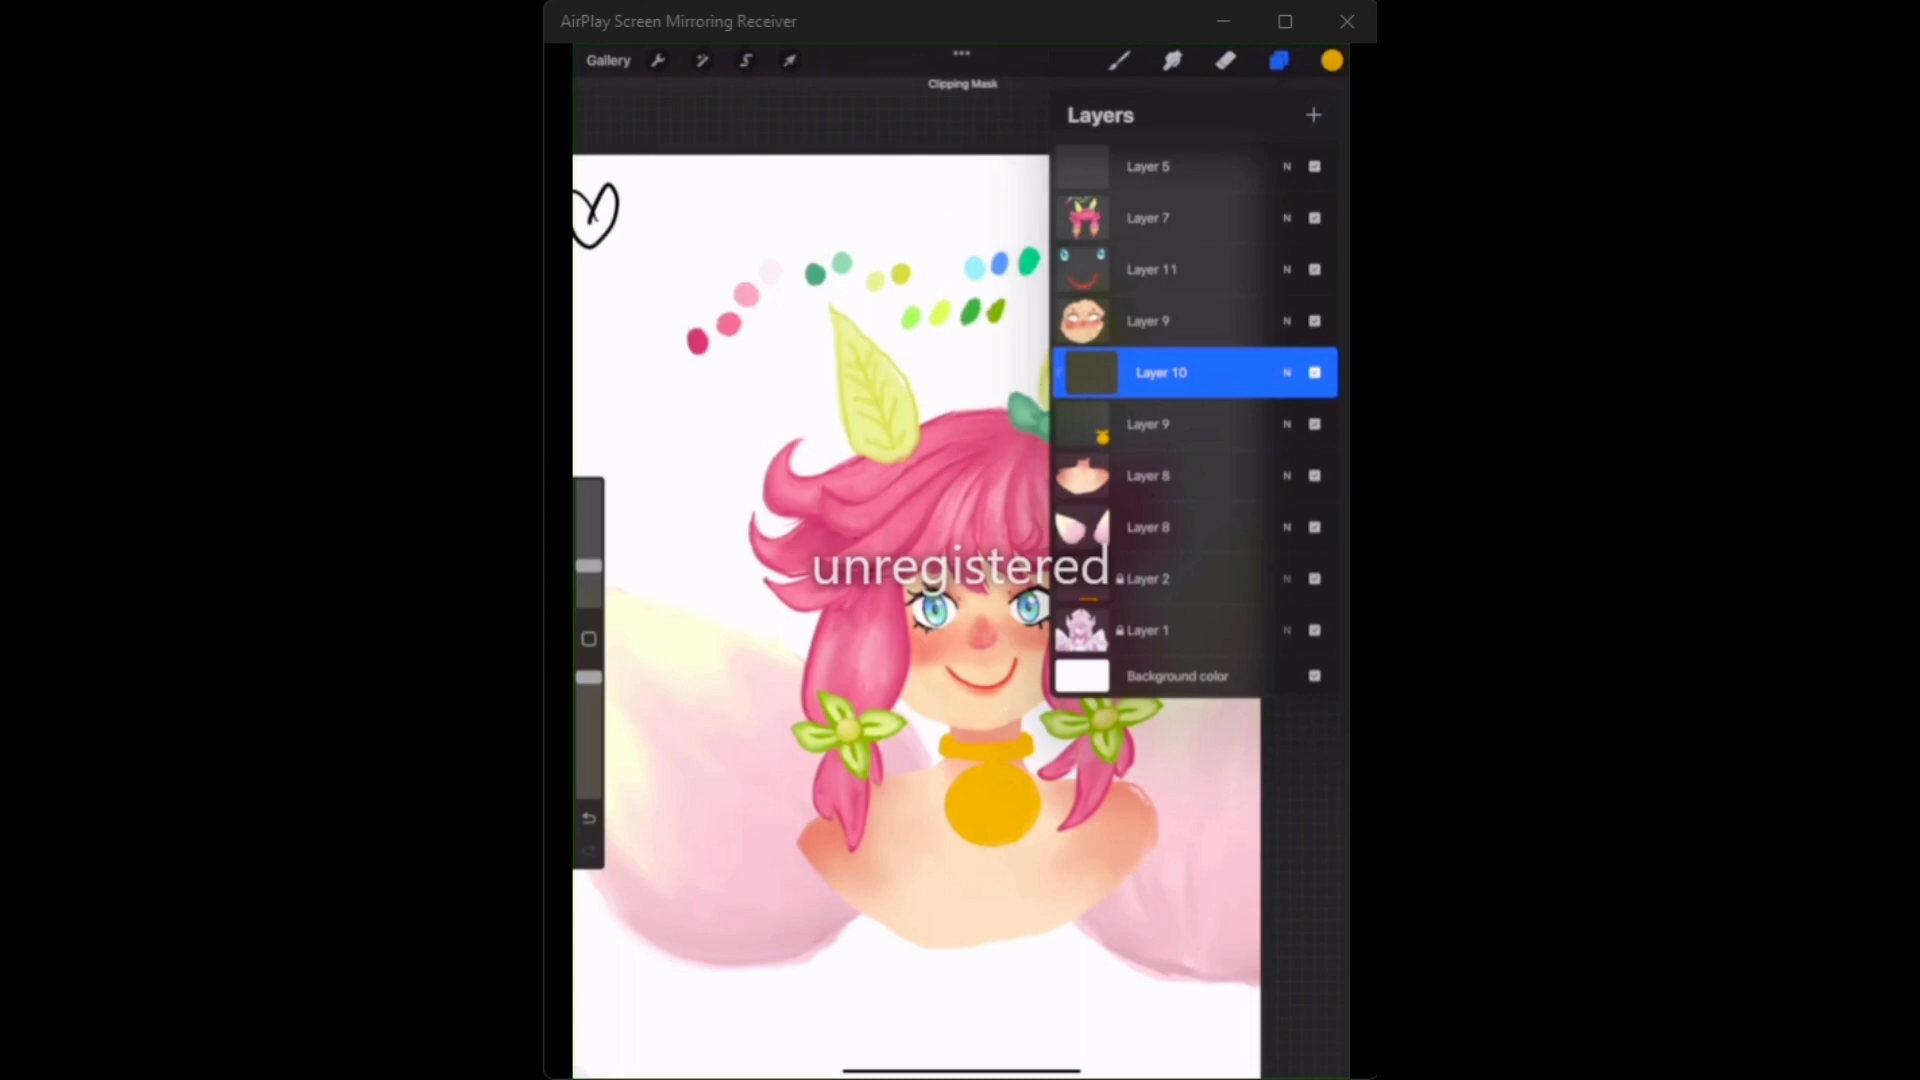 AirPlay Screen Mirroring Receiver
Gallery
Clipping Mask
Layers
Layer 5 N
Layer 7 N
Layer 11 N
Layer 9 N
Layer 10 N
Layer 9 N
Layer 8 N
Layer 8 N
unregistered
Layer 2 N
Layer 1 N
Background color